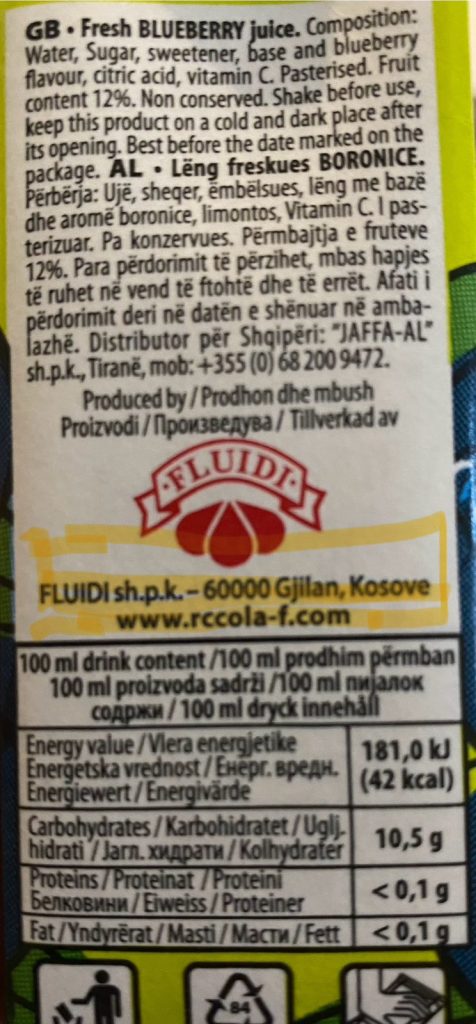 GB • Fresh BLUEBERRY juice. Composition:
Water, Sugar, sweetener, base and blueberry
flavour, citric acid, vitamin C. Pasterised. Fruit
content 12%. Non conserved. Shake before use,
keep this product on a cold and dark place after
its opening. Best before the date marked on the
package. AL • Lëng freskues BORONICE.
Përbërja: Ujë, sheqer, ëmbëlsues, lëng me bazë
dhe aromë boronice, limontos, Vitamin C. I pas-
terizuar. Pa konzervues. Përmbajtja e fruteve
12%. Para përdorimit të përzihet, mbas hapjes
të ruhet në vend të ftohtë dhe të errët. Afati i
përdorimit deri në datën e shënuar në amba-
lazhë. Distributor për Shqipëri: "JAFFA-AL"
sh.p.k., Tiranë, mob: +355 (0) 68 200 9472.
Produced by / Prodhon dhe mbush
Proizvodi / Произведува / Tillverkad av
•FLUIDI•
FLUIDI sh.p.k. – 60000 Gjilan, Kosove
www.rccola-f.com
100 ml drink content /100 ml prodhim përmban
100 ml proizvoda sadrži /100 ml пијалок
содржи / 100 ml dryck innehåll
Energy value / Vlera energjetike
Energetska vrednost / Енерг. вредн.
Energiewert / Energivärde
181,0 kJ
(42 kcal)
Carbohydrates / Karbohidratet / Uglj.
hidrati / Јагл. хидрати / Kolhydrater
10,5 g
Proteins / Proteinat / Proteini
Белковини / Eiweiss / Proteiner
< 0,1 g
Fat / Yndyrërat / Masti / Масти / Fett
< 0,1 g
84